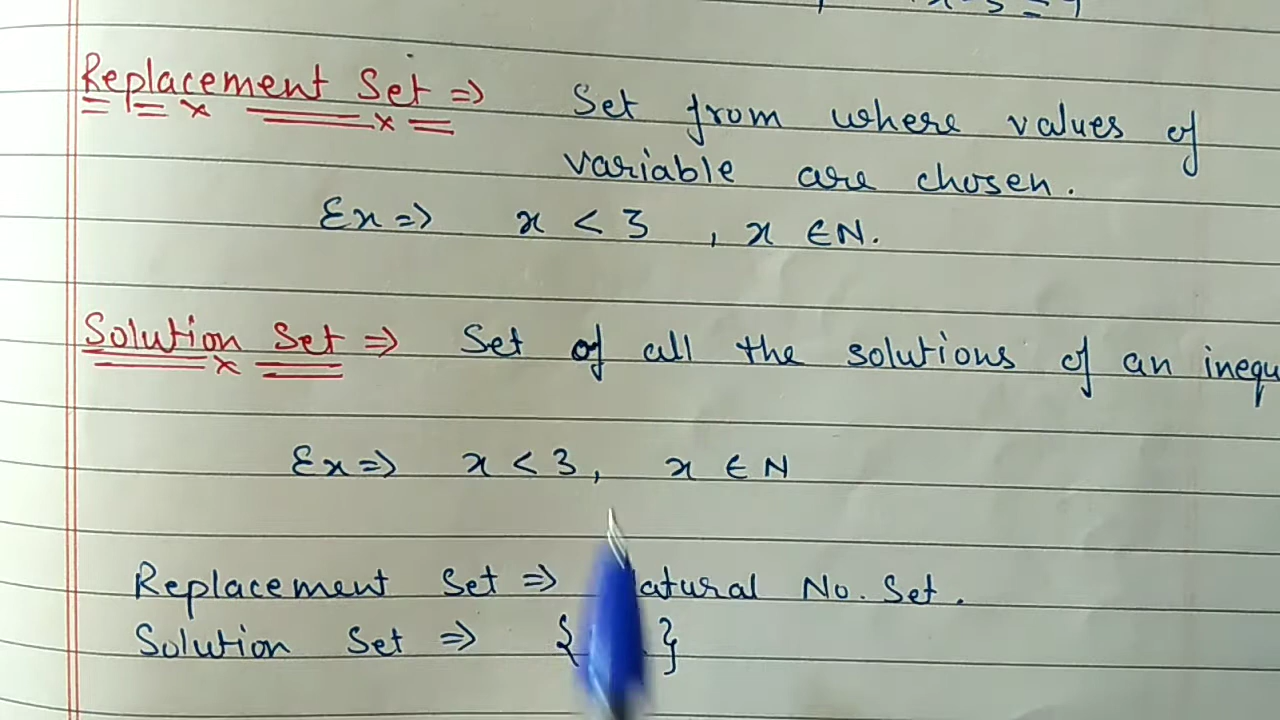 Replacement Set => Set from where values of
variable are chosen.
Ex => x < 3 , x ∈ N.
Solution Set => Set of all the solutions of an inequ
Ex => x < 3, x ∈ N
Replacement Set => atural No. Set.
Solution Set => { }